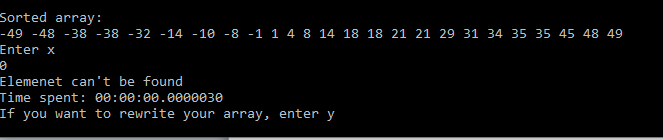 Sorted array:
-49 -48 -38 -38 -32 -14 -10 -8 -1 1 4 8 14 18 18 21 21 29 31 34 35 35 45 48 49
Enter x
0
Elemenet can't be found
Time spent: 00:00:00.0000030
If you want to rewrite your array, enter y